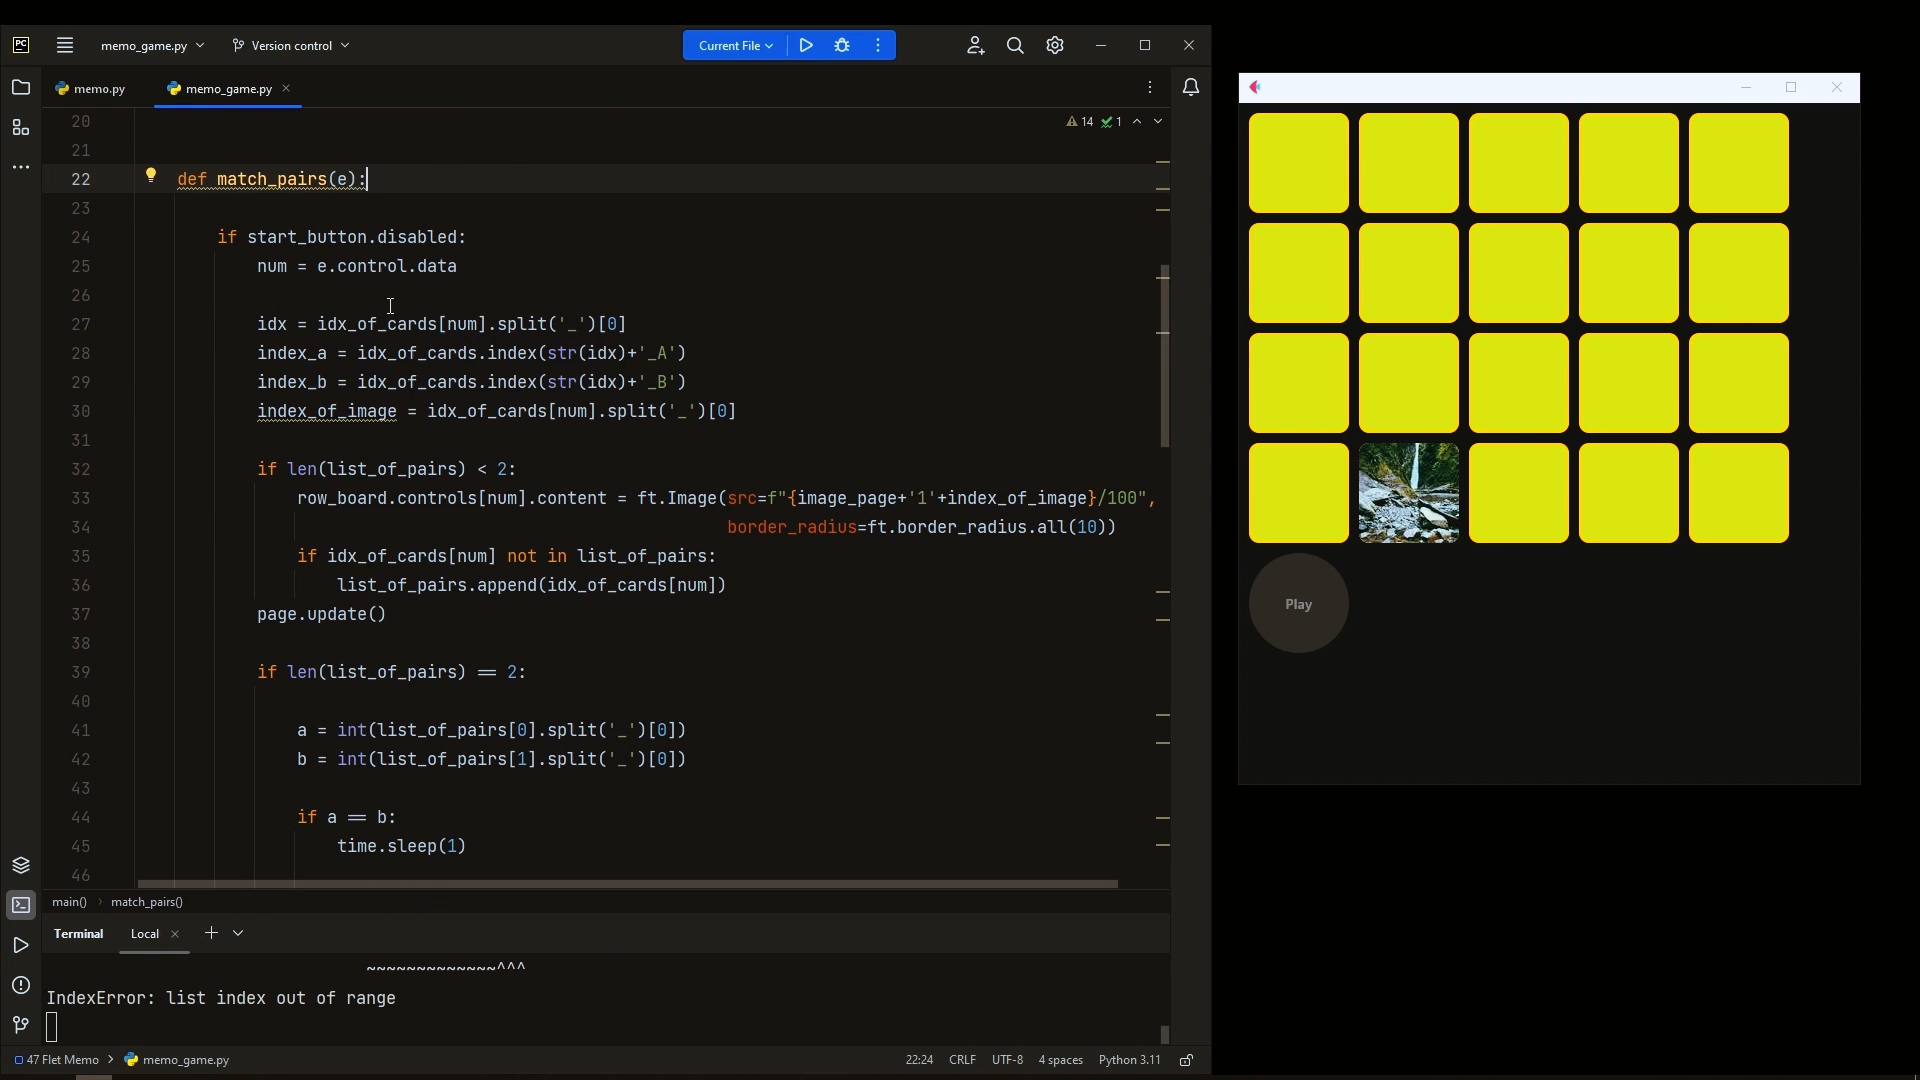 PC
memo_game.py
Version control
Current File
memo.py
memo_game.py
14
1
20
21
22 def match_pairs(e):
23
24 if start_button.disabled:
25 num = e.control.data
26
27 idx = idx_of_cards[num].split('_')[0]
28 index_a = idx_of_cards.index(str(idx)+'_A')
29 index_b = idx_of_cards.index(str(idx)+'_B')
30 index_of_image = idx_of_cards[num].split('_')[0]
31
32 if len(list_of_pairs) < 2:
33 row_board.controls[num].content = ft.Image(src=f"{image_page+'1'+index_of_image}/100",
34 border_radius=ft.border_radius.all(10))
35 if idx_of_cards[num] not in list_of_pairs:
36 list_of_pairs.append(idx_of_cards[num])
37 page.update()
38
39 if len(list_of_pairs) == 2:
40
41 a = int(list_of_pairs[0].split('_')[0])
42 b = int(list_of_pairs[1].split('_')[0])
43
44 if a == b:
45 time.sleep(1)
46
main() › match_pairs()
Terminal
Local
~~~~~~~~~~~~~^^^
IndexError: list index out of range
47 Flet Memo > memo_game.py
22:24
CRLF
UTF-8
4 spaces
Python 3.11
Play